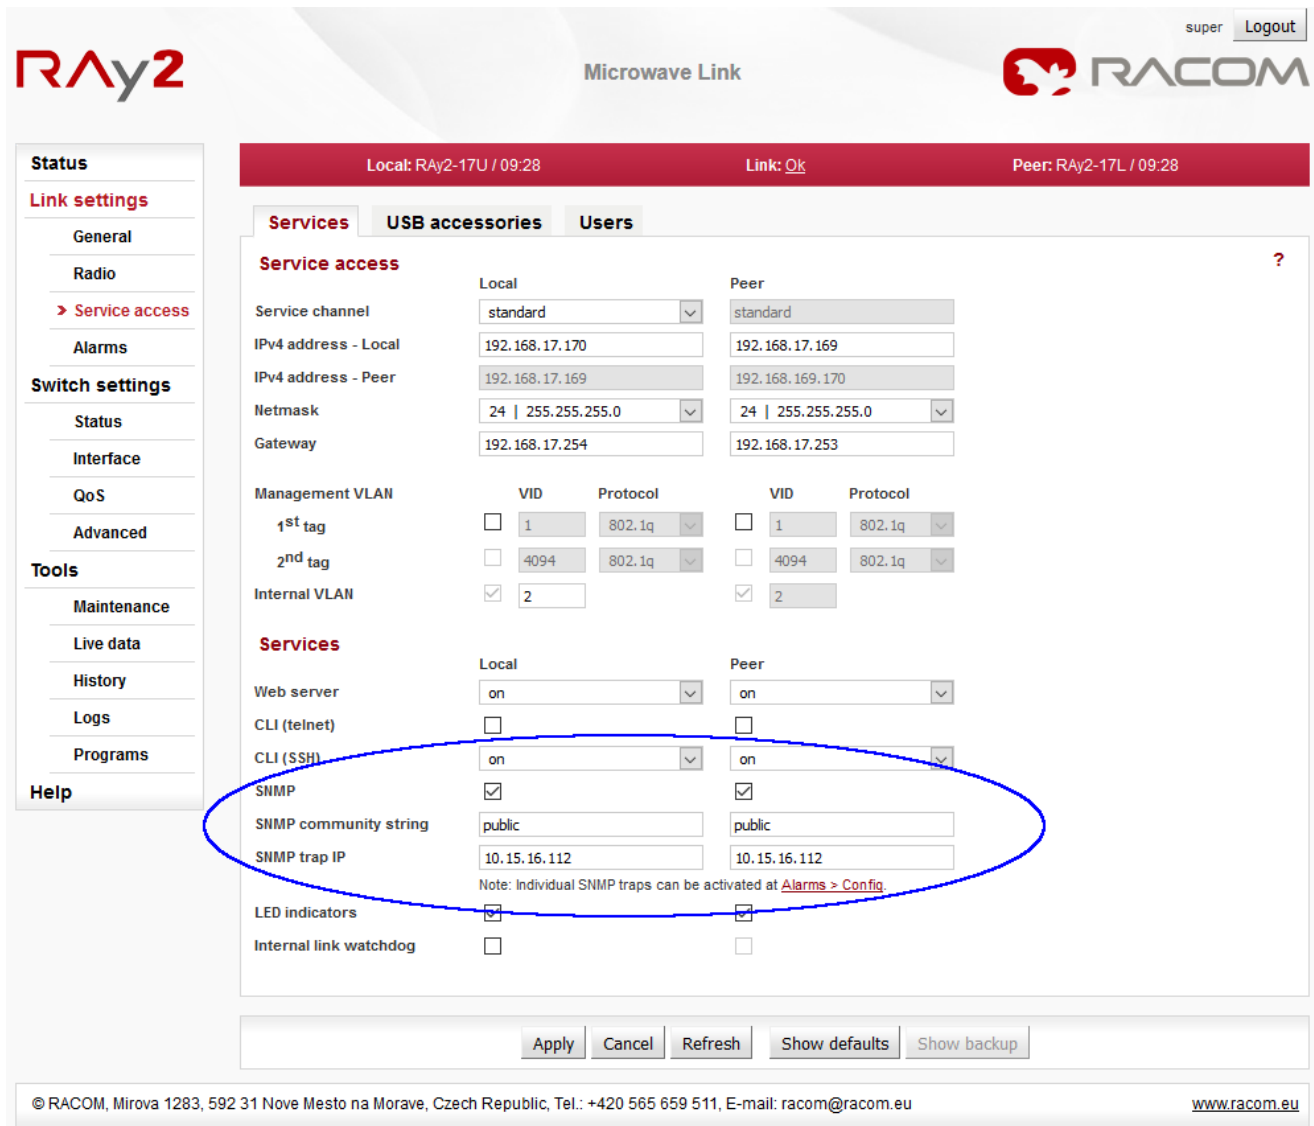 super Logout
RAy2 Microwave Link RACOM
Status
Link settings
General
Radio
Service access
Alarms
Switch settings
Status
Interface
QoS
Advanced
Tools
Maintenance
Live data
History
Logs
Programs
Help
Local: RAy2-17U / 09:28 Link: Ok Peer: RAy2-17L / 09:28
Services USB accessories Users
Service access ?
Local Peer
Service channel standard standard
IPv4 address - Local 192.168.17.170 192.168.17.169
IPv4 address - Peer 192.168.17.169 192.168.169.170
Netmask 24 | 255.255.255.0 24 | 255.255.255.0
Gateway 192.168.17.254 192.168.17.253
Management VLAN VID Protocol VID Protocol
1st tag 1 802.1q 1 802.1q
2nd tag 4094 802.1q 4094 802.1q
Internal VLAN 2 2
Services
Local Peer
Web server on on
CLI (telnet)
CLI (SSH) on on
SNMP
SNMP community string public public
SNMP trap IP 10.15.16.112 10.15.16.112
Note: Individual SNMP traps can be activated at Alarms > Config.
LED indicators
Internal link watchdog
Apply Cancel Refresh Show defaults Show backup
© RACOM, Mirova 1283, 592 31 Nove Mesto na Morave, Czech Republic, Tel.: +420 565 659 511, E-mail: racom@racom.eu www.racom.eu